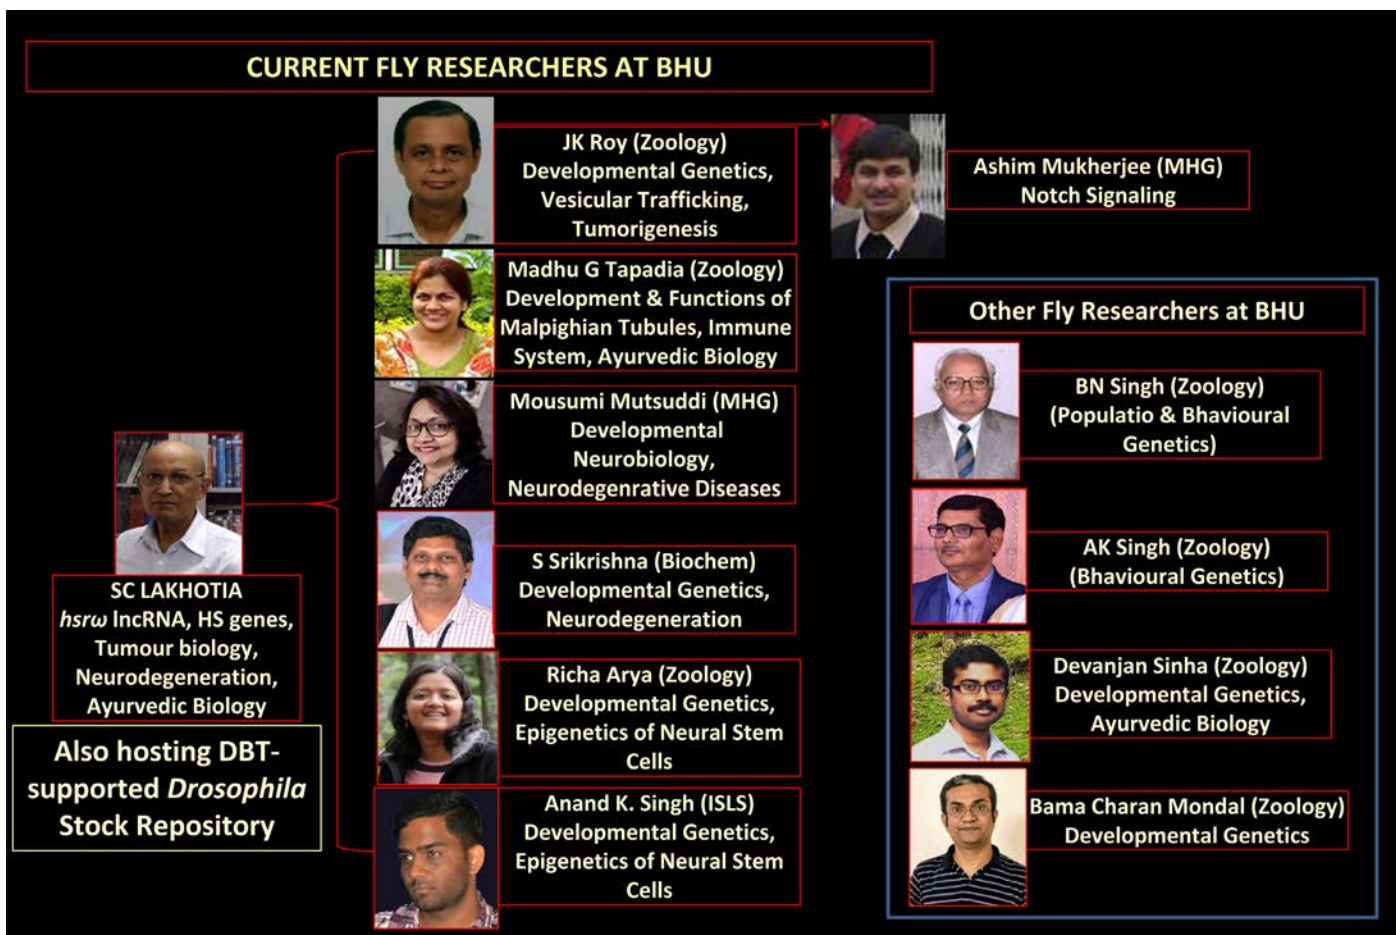 CURRENT FLY RESEARCHERS AT BHU
JK Roy (Zoology)
Developmental Genetics,
Vesicular Trafficking,
Tumorigenesis
Ashim Mukherjee (MHG)
Notch Signaling
Madhu G Tapadia (Zoology)
Development & Functions of
Malpighian Tubules, Immune
System, Ayurvedic Biology
Mousumi Mutsuddi (MHG)
Developmental
Neurobiology,
Neurodegenrative Diseases
S Srikrishna (Biochem)
Developmental Genetics,
Neurodegeneration
Richa Arya (Zoology)
Developmental Genetics,
Epigenetics of Neural Stem
Cells
Anand K. Singh (ISLS)
Developmental Genetics,
Epigenetics of Neural Stem
Cells
SC LAKHOTIA
hsrω lncRNA, HS genes,
Tumour biology,
Neurodegeneration,
Ayurvedic Biology
Also hosting DBT-
supported Drosophila
Stock Repository
Other Fly Researchers at BHU
BN Singh (Zoology)
(Populatio & Bhavioural
Genetics)
AK Singh (Zoology)
(Bhavioural Genetics)
Devanjan Sinha (Zoology)
Developmental Genetics,
Ayurvedic Biology
Bama Charan Mondal (Zoology)
Developmental Genetics